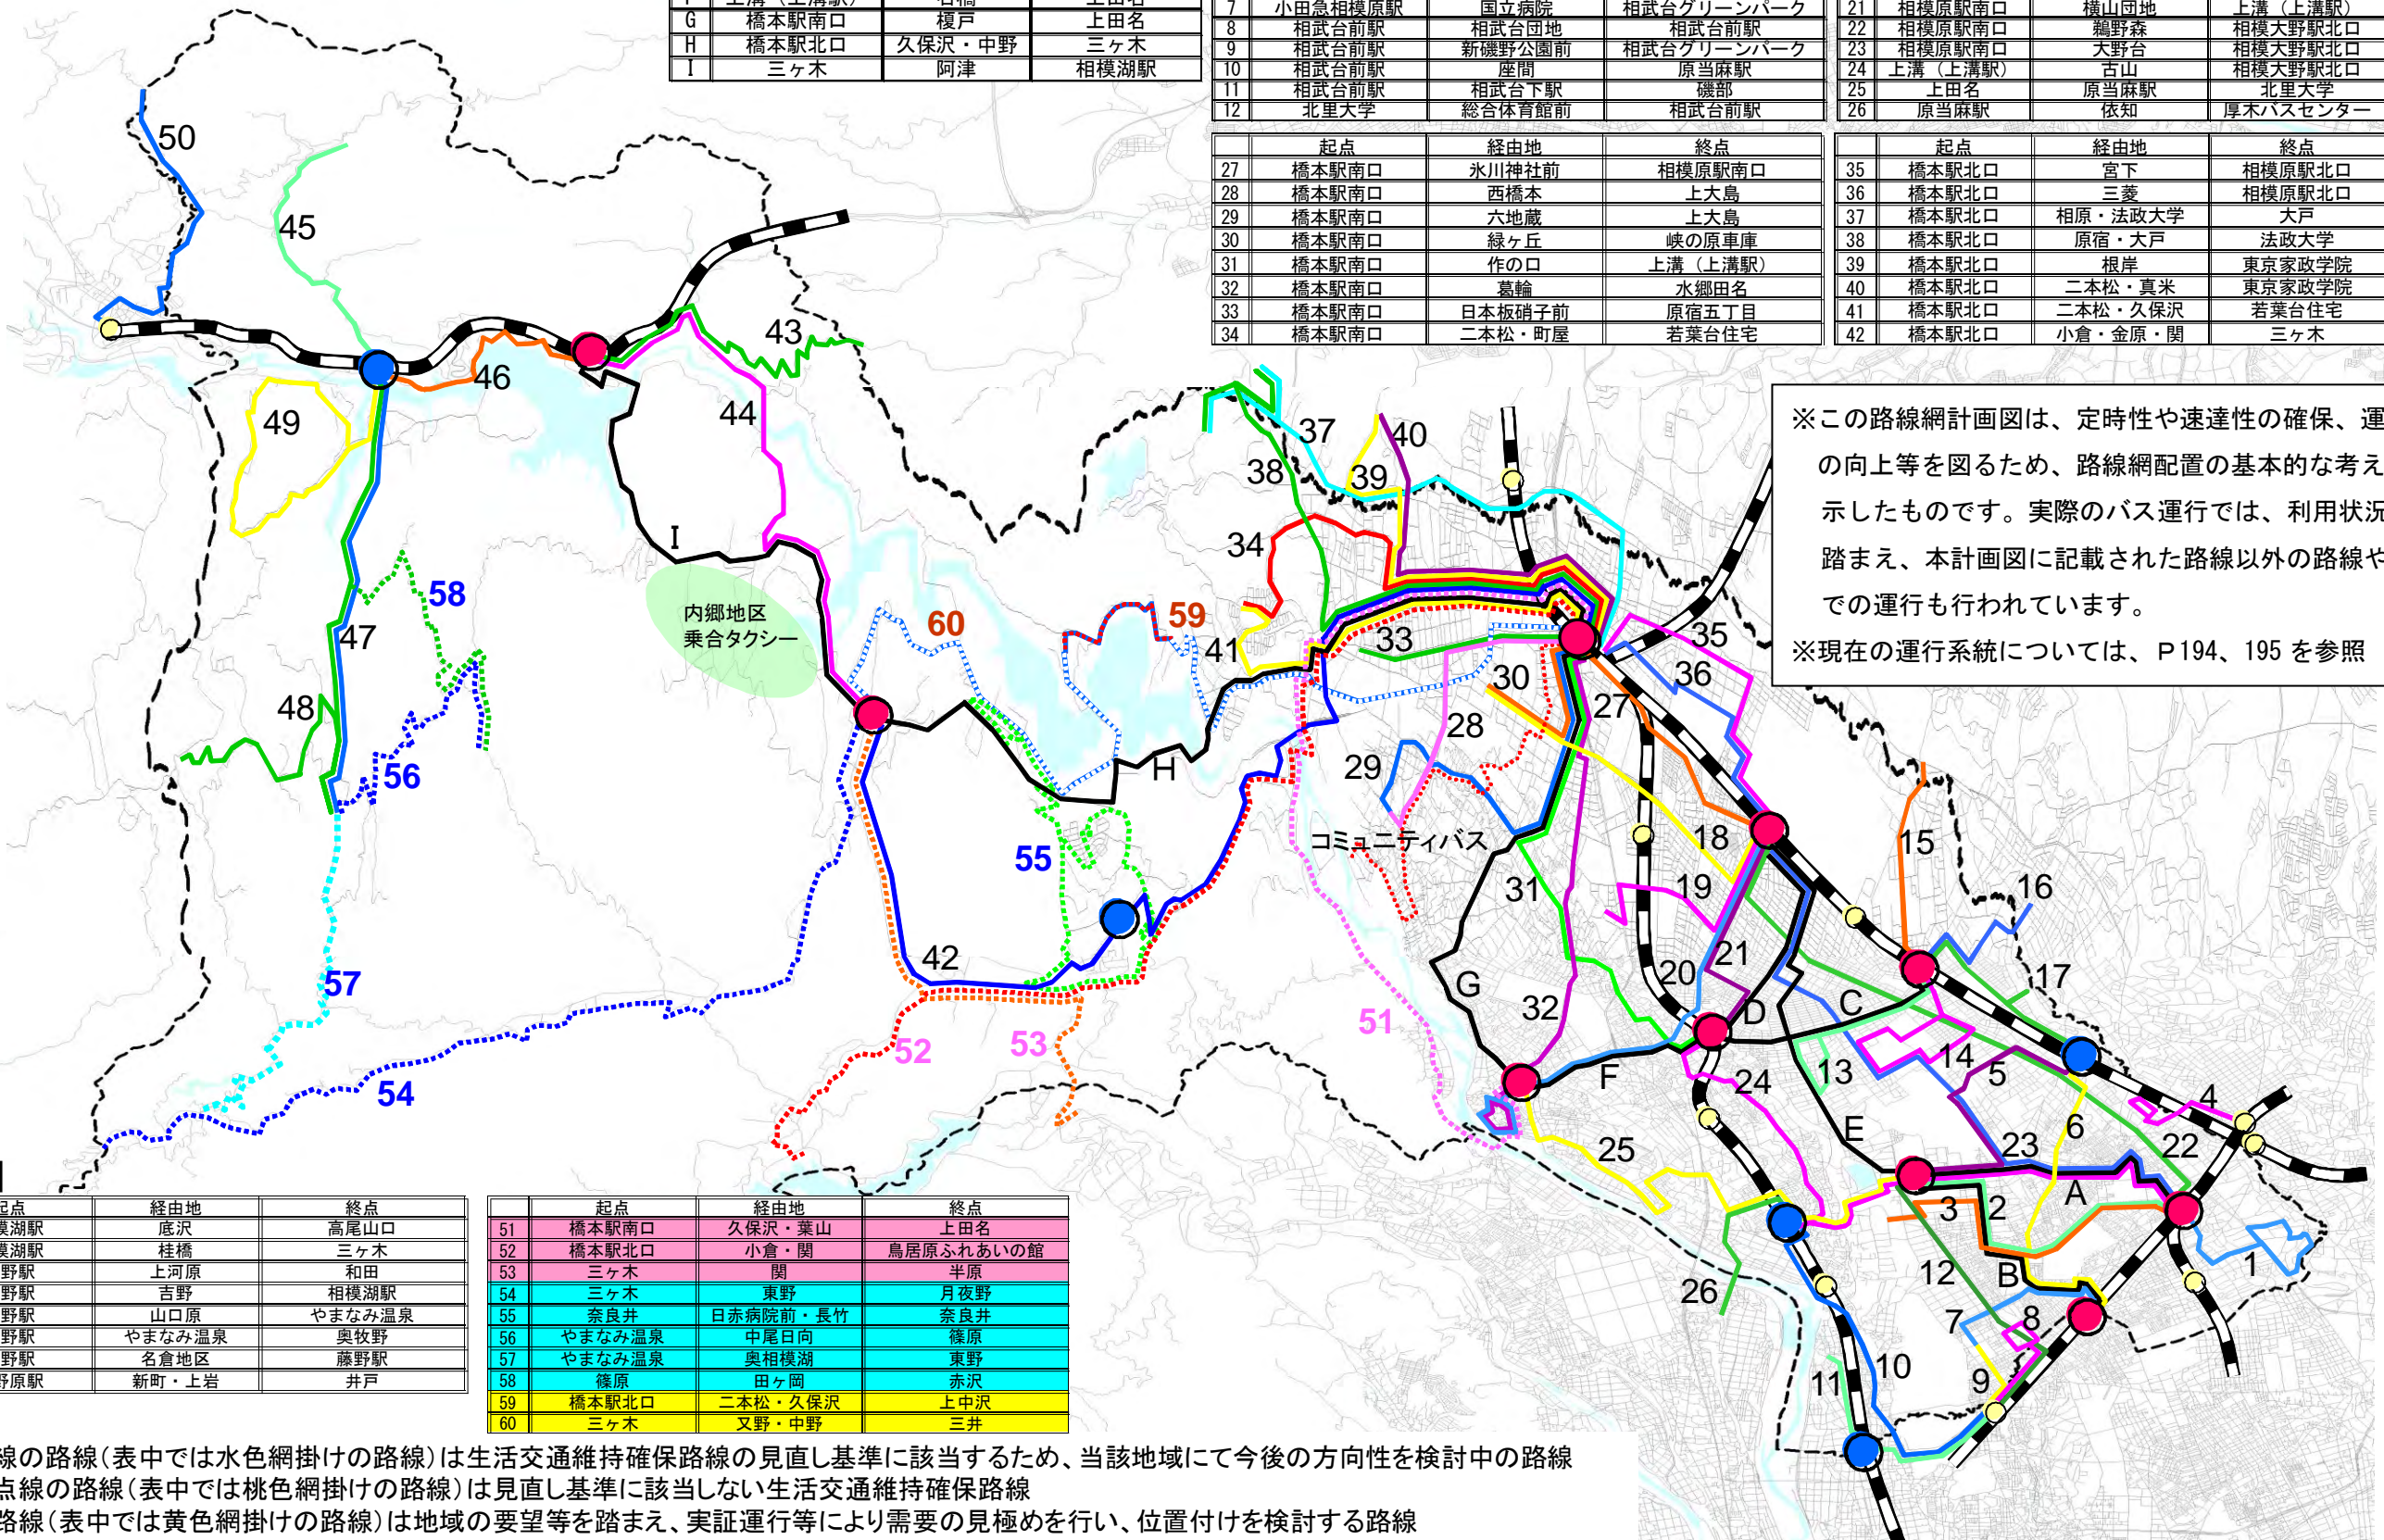 G 橋本駅南口 榎戸 上田名
H 橋本駅北口 久保沢・中野 三ヶ木
I 三ヶ木 阿津 相模湖駅
7 小田急相模原駅 国立病院 相武台グリーンパーク
8 相武台前駅 相武台団地 相武台前駅
9 相武台前駅 新磯野公園前 相武台グリーンパーク
10 相武台前駅 座間 原当麻駅
11 相武台前駅 相武台下駅 磯部
12 北里大学 総合体育館前 相武台前駅
21 相模原駅南口 横山団地 上溝（上溝駅）
22 相模原駅南口 鵜野森 相模大野駅北口
23 相模原駅南口 大野台 相模大野駅北口
24 上溝（上溝駅） 古山 相模大野駅北口
25 上田名 原当麻駅 北里大学
26 原当麻駅 依知 厚木バスセンター
起点 経由地 終点
27 橋本駅南口 氷川神社前 相模原駅南口
28 橋本駅南口 西橋本 上大島
29 橋本駅南口 六地蔵 上大島
30 橋本駅南口 緑ヶ丘 峡の原車庫
31 橋本駅南口 作の口 上溝（上溝駅）
32 橋本駅南口 葛輪 水郷田名
33 橋本駅南口 日本板硝子前 原宿五丁目
34 橋本駅南口 二本松・町屋 若葉台住宅
起点 経由地 終点
35 橋本駅北口 宮下 相模原駅北口
36 橋本駅北口 三菱 相模原駅北口
37 橋本駅北口 相原・法政大学 大戸
38 橋本駅北口 原宿・大戸 法政大学
39 橋本駅北口 根岸 東京家政学院
40 橋本駅北口 二本松・真米 東京家政学院
41 橋本駅北口 二本松・久保沢 若葉台住宅
42 橋本駅北口 小倉・金原・関 三ヶ木
※この路線網計画図は、定時性や速達性の確保、運
の向上等を図るため、路線網配置の基本的な考え
示したものです。実際のバス運行では、利用状況
踏まえ、本計画図に記載された路線以外の路線や
での運行も行われています。
※現在の運行系統については、P194、195 を参照
50
45
43
46
44
49
37
40
38
39
34
I
内郷地区
乗合タクシー
58
60
59
47
41
33
35
30
36
48
27
28
56
H
29
コミュニティバス
18
15
55
31
19
16
42
21
57
G
20
17
32
D
C
51
52
53
14
F
13
5
54
24
4
E
6
25
23
22
A
3
2
26
12
B
1
7
8
10
11
9
起点 経由地 終点
模湖駅 底沢 高尾山口
模湖駅 桂橋 三ヶ木
野駅 上河原 和田
野駅 吉野 相模湖駅
野駅 山口原 やまなみ温泉
野駅 やまなみ温泉 奥牧野
野駅 名倉地区 藤野駅
野原駅 新町・上岩 井戸
起点 経由地 終点
51 橋本駅南口 久保沢・葉山 上田名
52 橋本駅北口 小倉・関 鳥居原ふれあいの館
53 三ヶ木 関 半原
54 三ヶ木 東野 月夜野
55 奈良井 日赤病院前・長竹 奈良井
56 やまなみ温泉 中尾日向 篠原
57 やまなみ温泉 奥相模湖 東野
58 篠原 田ヶ岡 赤沢
59 橋本駅北口 二本松・久保沢 上中沢
60 三ヶ木 又野・中野 三井
線の路線（表中では水色網掛けの路線）は生活交通維持確保路線の見直し基準に該当するため、当該地域にて今後の方向性を検討中の路線
点線の路線（表中では桃色網掛けの路線）は見直し基準に該当しない生活交通維持確保路線
路線（表中では黄色網掛けの路線）は地域の要望等を踏まえ、実証運行等により需要の見極めを行い、位置付けを検討する路線